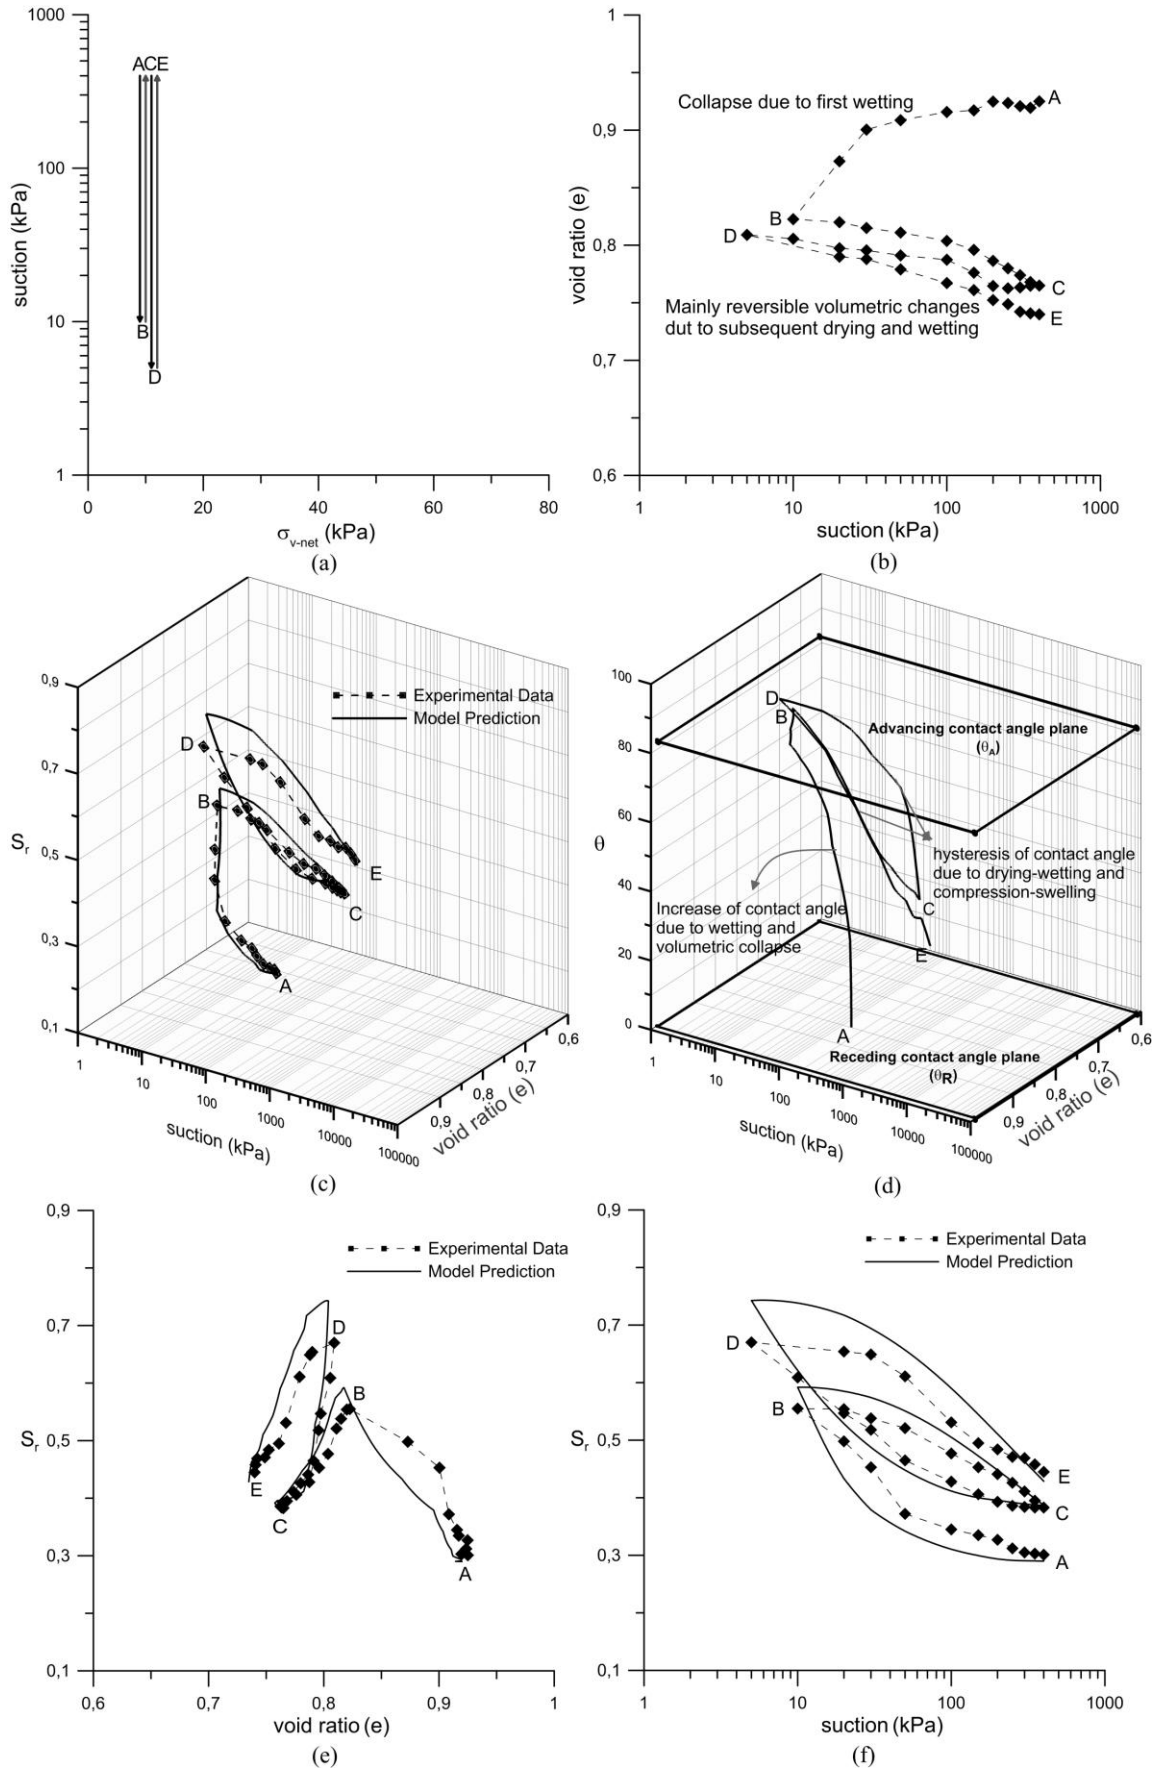 1000
100
10
1
suction (kPa)
ACE
B
D
0
20
40
60
80
σv-net (kPa)
(a)
1
0,9
0,8
0,7
0,6
void ratio (e)
Collapse due to first wetting
A
B
D
C
E
Mainly reversible volumetric changes
dut to subsequent drying and wetting
10
100
1000
suction (kPa)
(b)
0,9
0,7
0,5
0,3
0,1
Sr
Experimental Data
Model Prediction
D
B
E
C
A
1
10
100
1000
10000
100000
suction (kPa)
0,9
0,8
0,7
0,6
void ratio (e)
(c)
100
80
60
40
20
0
θ
D
B
Advancing contact angle plane
(θA)
hysteresis of contact angle
due to drying-wetting and
compression-swelling
Increase of contact angle
due to wetting and
volumetric collapse
C
E
A
Receding contact angle plane
(θR)
1
10
100
1000
10000
100000
suction (kPa)
0,9
0,8
0,7
0,6
void ratio (e)
(d)
0,9
0,7
0,5
0,3
0,1
Sr
Experimental Data
Model Prediction
D
B
E
C
A
0,6
0,7
0,8
0,9
1
void ratio (e)
(e)
0,9
0,7
0,5
0,3
0,1
Sr
Experimental Data
Model Prediction
D
B
E
C
A
1
10
100
1000
suction (kPa)
(f)